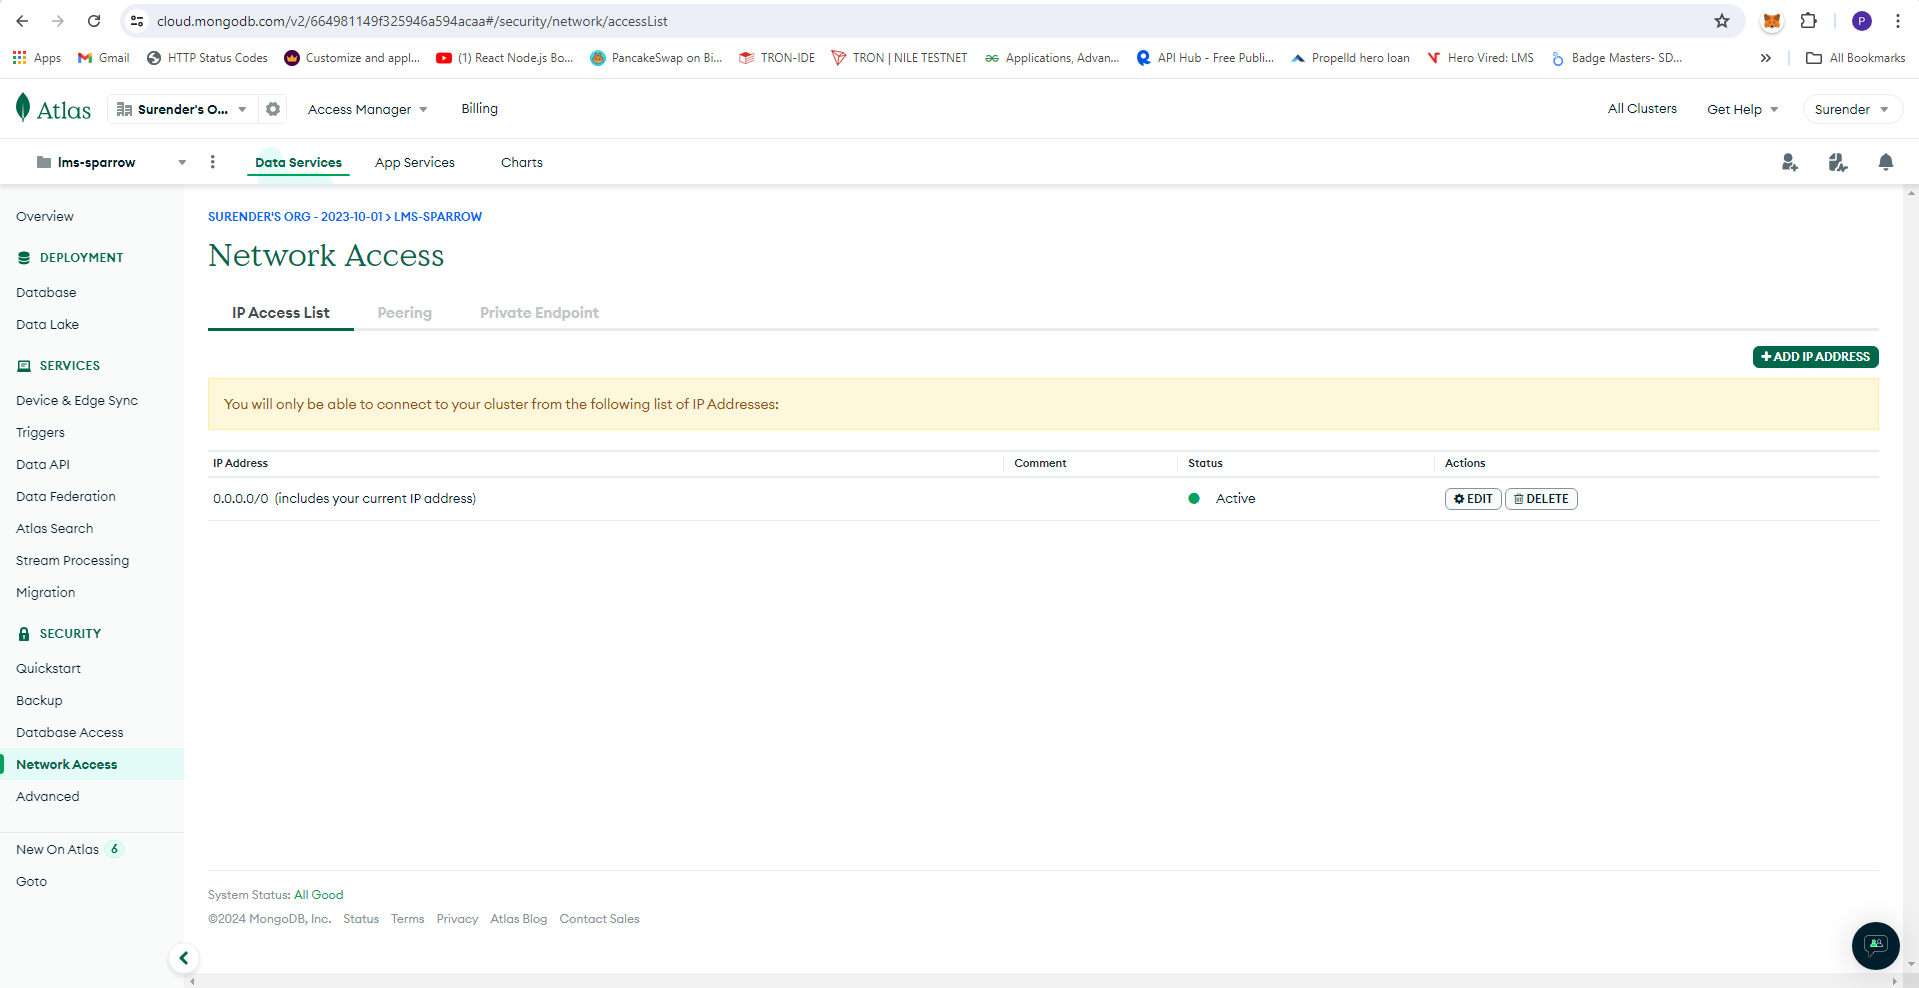 cloud.mongodb.com/v2/664981149f325946a594acaa#/security/network/accessList
P
Apps Gmail HTTP Status Codes Customize and appl... (1) React Node.js Bo... PancakeSwap on Bi... TRON-IDE TRON | NILE TESTNET Applications, Advan... API Hub - Free Publi... Propelld hero loan Hero Vired: LMS Badge Masters- SD... » All Bookmarks
Atlas Surender's O... Access Manager Billing All Clusters Get Help Surender
lms-sparrow Data Services App Services Charts
Overview
DEPLOYMENT
Database
Data Lake
SERVICES
Device & Edge Sync
Triggers
Data API
Data Federation
Atlas Search
Stream Processing
Migration
SECURITY
Quickstart
Backup
Database Access
Network Access
Advanced
New On Atlas 6
Goto
SURENDER'S ORG - 2023-10-01 > LMS-SPARROW
Network Access
IP Access List Peering Private Endpoint
+ ADD IP ADDRESS
You will only be able to connect to your cluster from the following list of IP Addresses:
IP Address Comment Status Actions
0.0.0.0/0 (includes your current IP address) Active EDIT DELETE
System Status: All Good
©2024 MongoDB, Inc. Status Terms Privacy Atlas Blog Contact Sales